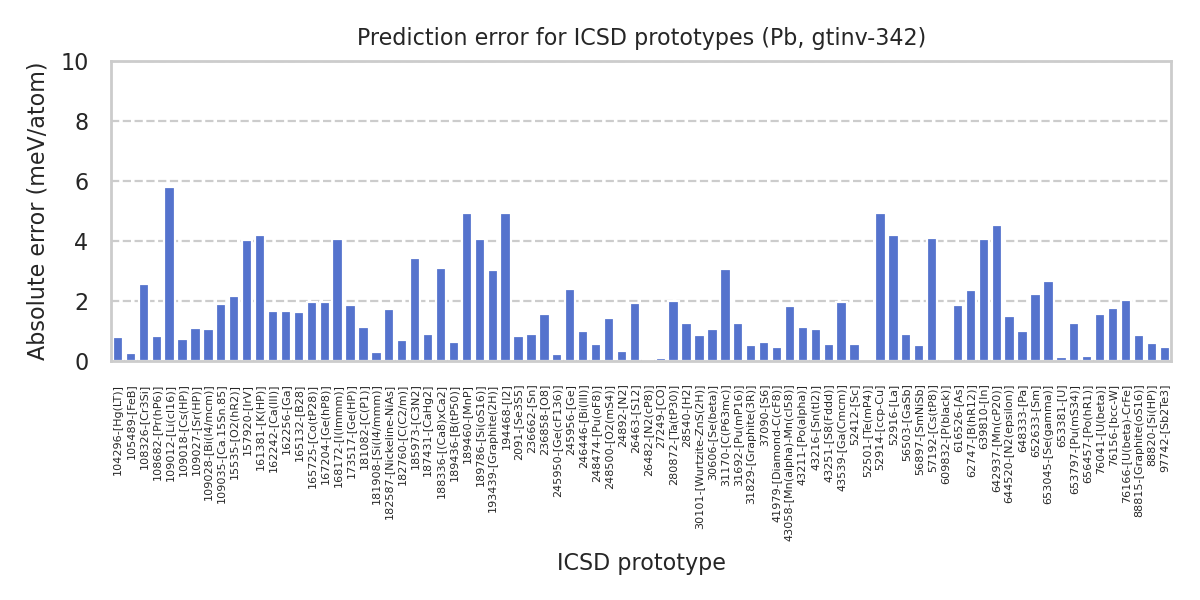 Prediction error for ICSD prototypes (Pb, gtinv-342)
Absolute error (meV/atom)
10
8
6
4
2
0
104296-[Hg(LT)]
105489-[FeB]
108326-[Cr3Si]
108682-[Pr(hP6)]
109012-[Li(cI16)]
109018-[Cs(HP)]
109027-[Sr(HP)]
109028-[Bi(I4/mcm)]
109035-[Ca.15Sn.85]
15535-[O2(hR2)]
157920-[IrV]
161381-[K(HP)]
162242-[Ca(III)]
162256-[Ga]
165132-[B28]
165725-[Co(tP28)]
167204-[Ge(hP8)]
168172-[I(Immm)]
173517-[Ge(HP)]
181082-[C(P1)]
181908-[Si(I4/mmm)]
182587-[Nickeline-NiAs]
182760-[C(C2/m)]
185973-[C3N2]
187431-[CaHg2]
188336-[(Ca8)xCa2]
189436-[B(tP50)]
189460-[MnP]
189786-[Si(oS16)]
193439-[Graphite(2H)]
194468-[I2]
2091-[Se3S5]
236662-[Sn]
236858-[O8]
245950-[Ge(cF136)]
245956-[Ge]
246446-[Bi(III)]
248474-[Pu(oF8)]
248500-[O2(mS4)]
24892-[N2]
26463-[S12]
26482-[N2(cP8)]
27249-[CO]
280872-[Ta(tP30)]
28540-[H2]
30101-[Wurtzite-ZnS(2H)]
30606-[Se(beta)]
31170-[C(P63mc)]
31692-[Pu(mP16)]
31829-[Graphite(3R)]
37090-[S6]
41979-[Diamond-C(cF8)]
43058-[Mn(alpha)-Mn(cI58)]
43211-[Po(alpha)]
43216-[Sn(tI2)]
43251-[S8(Fddd)]
43539-[Ga(Cmcm)]
52412-[Sc]
52501-[Te(mP4)]
52914-[ccp-Cu]
52916-[La]
56503-[GaSb]
56897-[SmNiSb]
57192-[Cs(tP8)]
609832-[P(black)]
616526-[As]
62747-[B(hR12)]
639810-[In]
642937-[Mn(cP20)]
644520-[N2(epsilon)]
648333-[Pa]
652633-[Sm]
653045-[Se(gamma)]
653381-[U]
653797-[Pu(mS34)]
656457-[Po(hR1)]
76041-[U(beta)]
76156-[bcc-W]
76166-[U(beta)-CrFe]
88815-[Graphite(oS16)]
88820-[Si(HP)]
97742-[Sb2Te3]
ICSD prototype